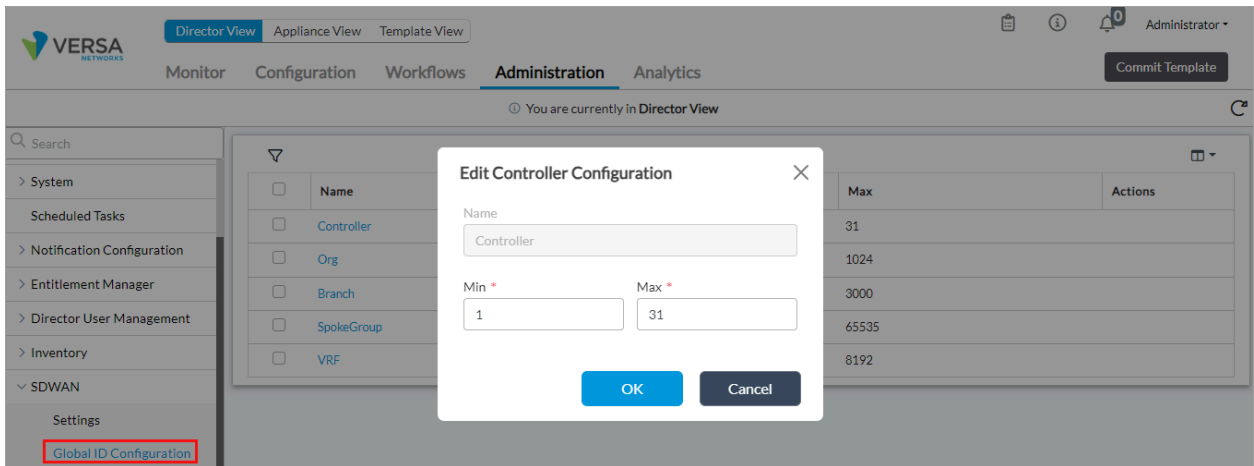 VERSA
NETWORKS
Director View Appliance View Template View
0
Administrator
Monitor Configuration Workflows Administration Analytics
Commit Template
You are currently in Director View
Search
System
Scheduled Tasks
Notification Configuration
Entitlement Manager
Director User Management
Inventory
SDWAN
Settings
Global ID Configuration
Name Max Actions
Controller 31
Org 1024
Branch 3000
SpokeGroup 65535
VRF 8192
Edit Controller Configuration
Name
Controller
Min * Max *
1 31
OK Cancel